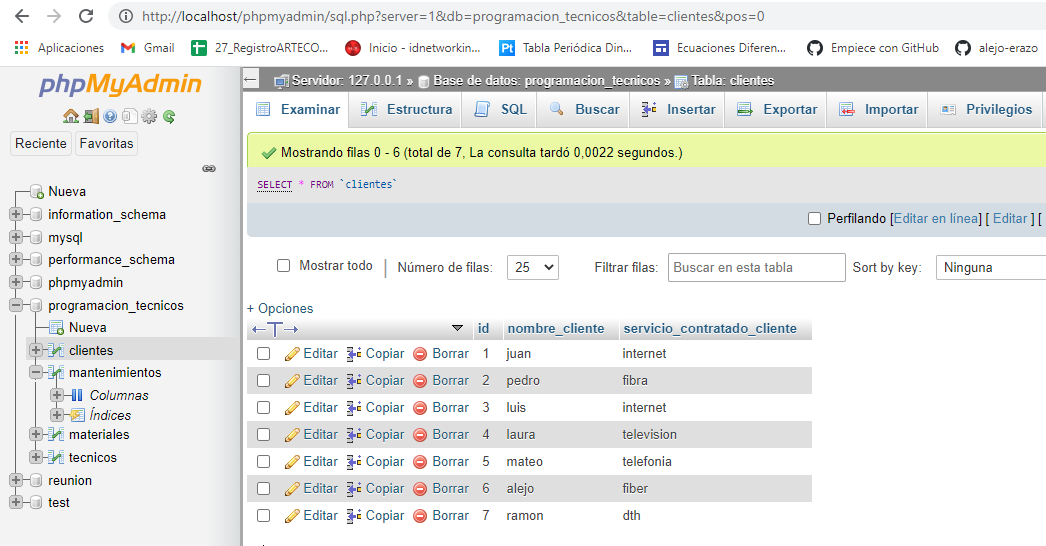 http://localhost/phpmyadmin/sql.php?server=1&db=programacion_tecnicos&table=clientes&pos=0
Aplicaciones Gmail 27_RegistroARTECO... Inicio - idnetworkin... Tabla Periódica Din... Ecuaciones Diferen... Empiece con GitHub alejo-erazo
phpMyAdmin
Reciente Favoritas
Nueva
information_schema
mysql
performance_schema
phpmyadmin
programacion_tecnicos
Nueva
clientes
mantenimientos
Columnas
Índices
materiales
tecnicos
reunion
test
Servidor: 127.0.0.1 » Base de datos: programacion_tecnicos » Tabla: clientes
Examinar Estructura SQL Buscar Insertar Exportar Importar Privilegios
Mostrando filas 0 - 6 (total de 7, La consulta tardó 0,0022 segundos.)
SELECT * FROM `clientes`
Perfilando [Editar en línea] [ Editar ] [
Mostrar todo | Número de filas: 25 Filtrar filas: Buscar en esta tabla Sort by key: Ninguna
+ Opciones
←T→ id nombre_cliente servicio_contratado_cliente
Editar Copiar Borrar 1 juan internet
Editar Copiar Borrar 2 pedro fibra
Editar Copiar Borrar 3 luis internet
Editar Copiar Borrar 4 laura television
Editar Copiar Borrar 5 mateo telefonia
Editar Copiar Borrar 6 alejo fiber
Editar Copiar Borrar 7 ramon dth